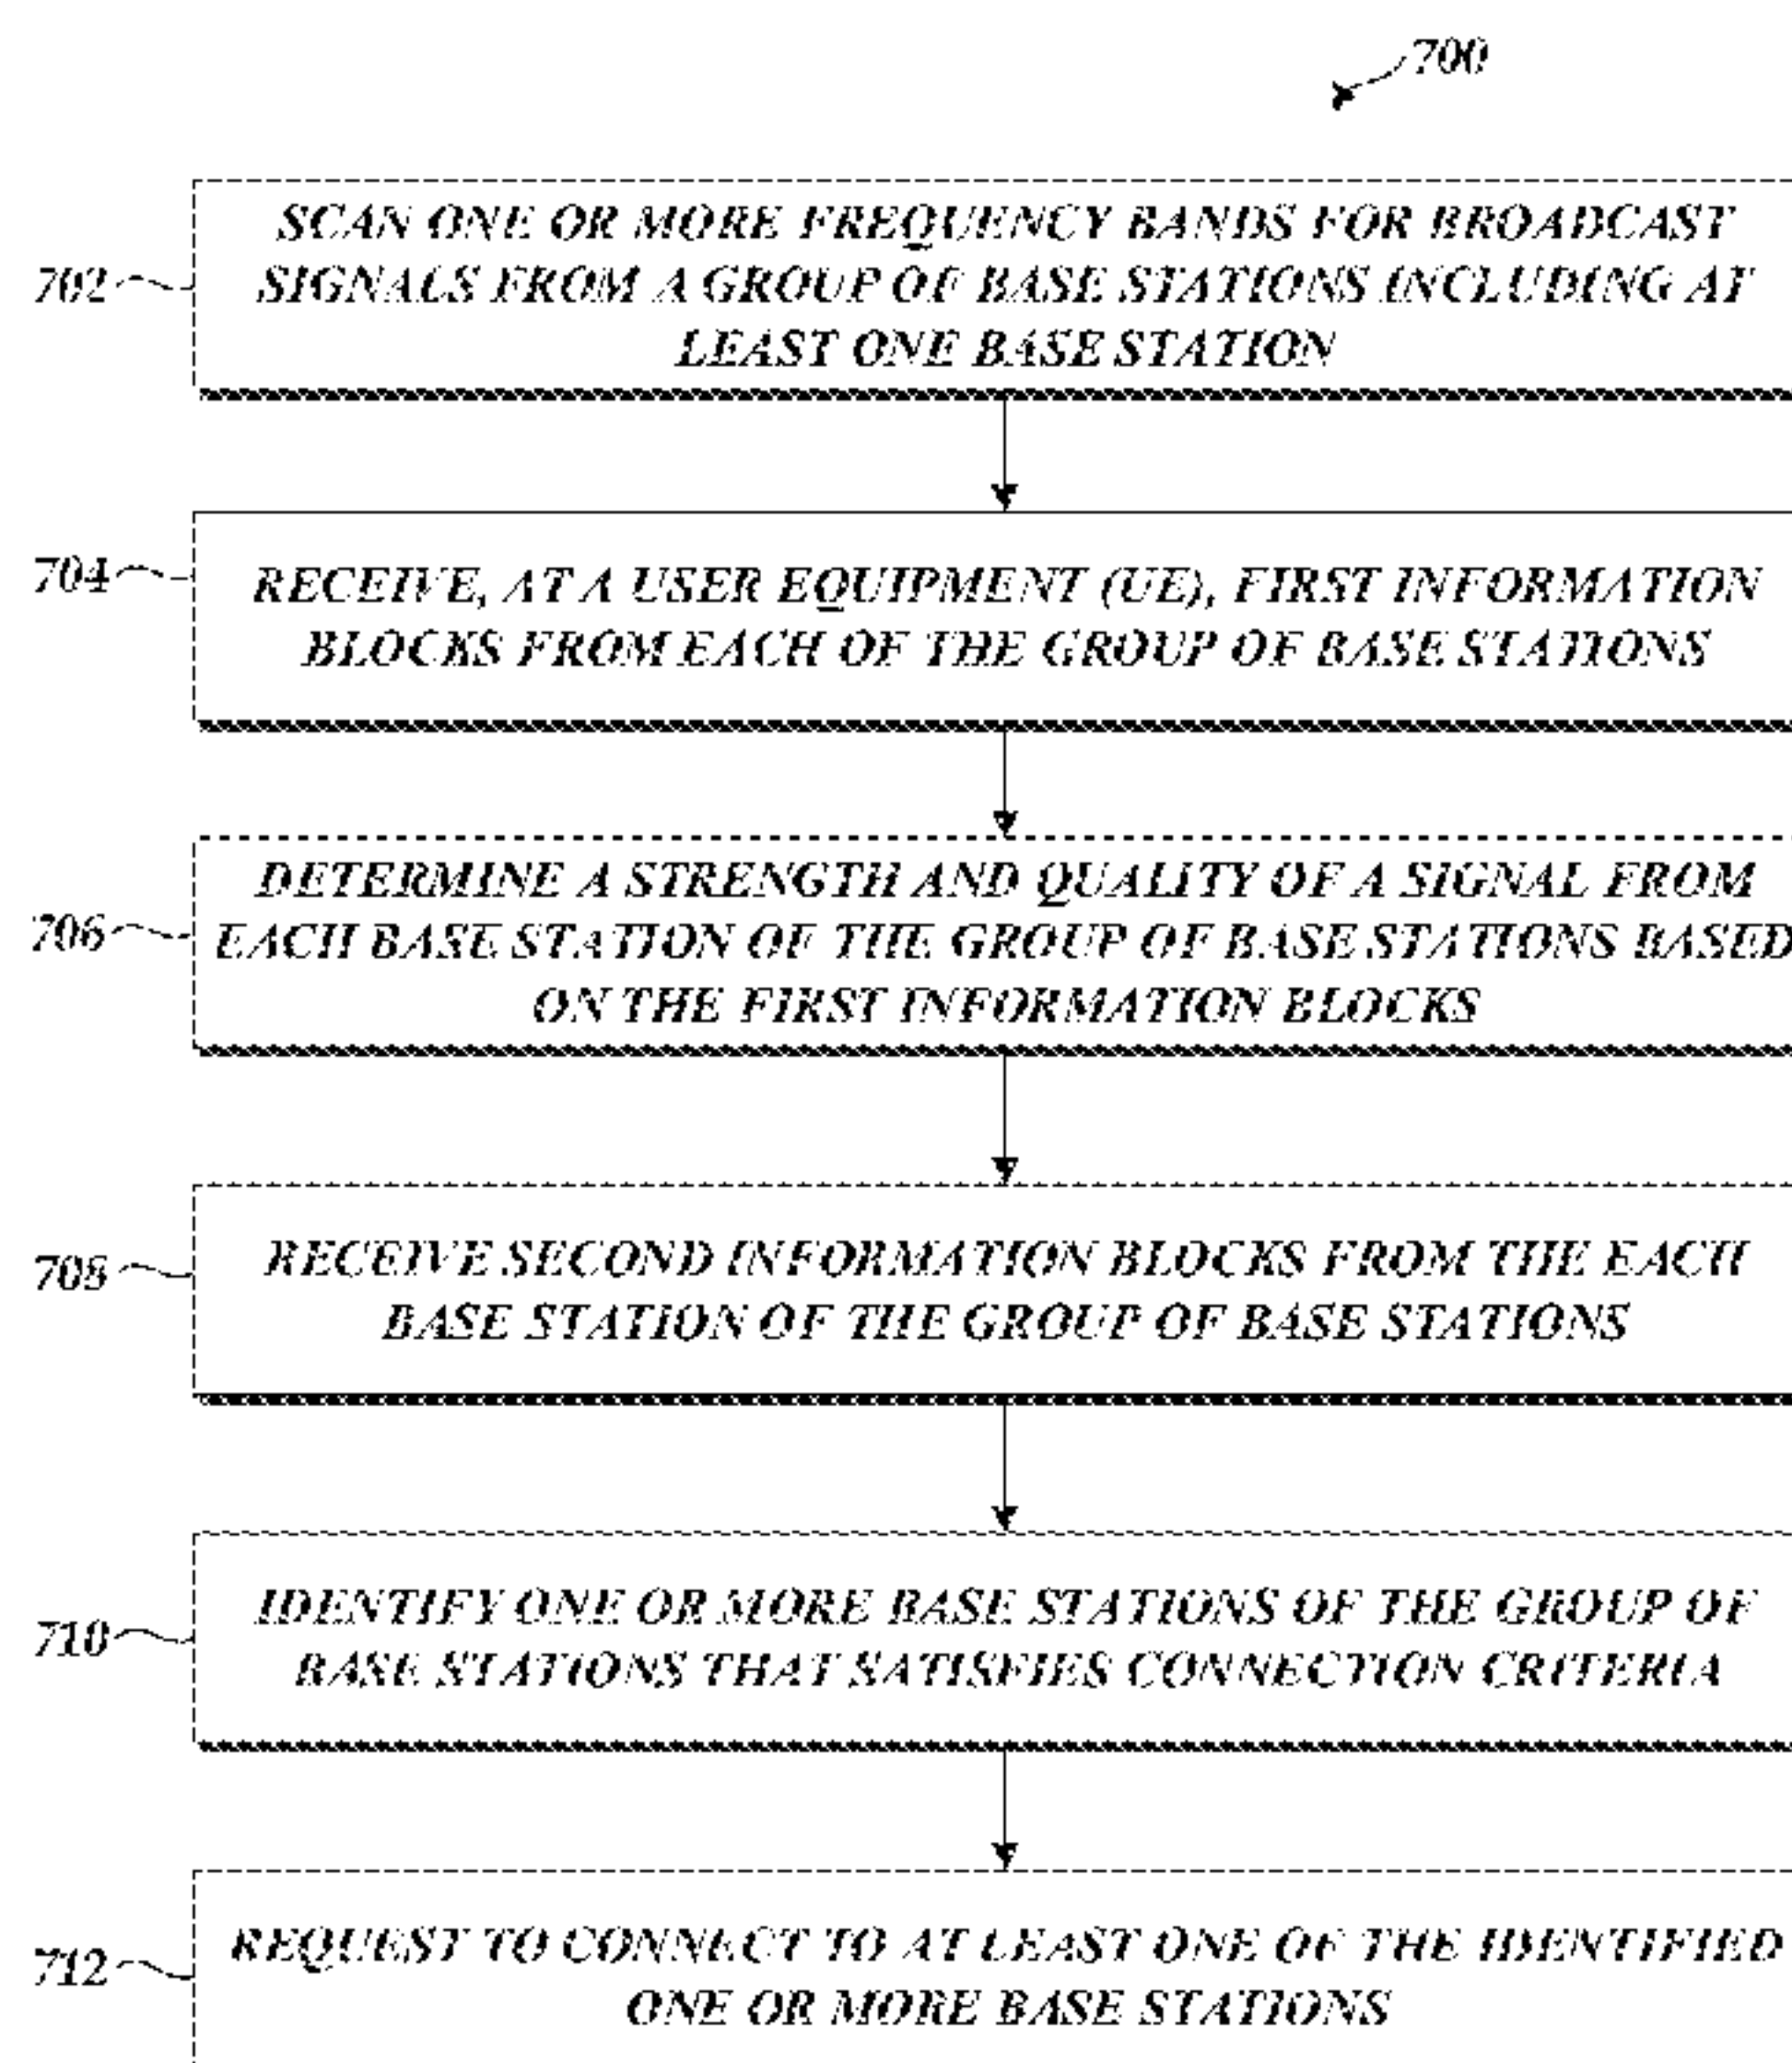 700
702
SCAN ONE OR MORE FREQUENCY BANDS FOR BROADCAST
SIGNALS FROM A GROUP OF BASE STATIONS INCLUDING AT
LEAST ONE BASE STATION
704
RECEIVE, AT A USER EQUIPMENT (UE), FIRST INFORMATION
BLOCKS FROM EACH OF THE GROUP OF BASE STATIONS
706
DETERMINE A STRENGTH AND QUALITY OF A SIGNAL FROM
EACH BASE STATION OF THE GROUP OF BASE STATIONS BASED
ON THE FIRST INFORMATION BLOCKS
708
RECEIVE SECOND INFORMATION BLOCKS FROM THE EACH
BASE STATION OF THE GROUP OF BASE STATIONS
710
IDENTIFY ONE OR MORE BASE STATIONS OF THE GROUP OF
BASE STATIONS THAT SATISFIES CONNECTION CRITERIA
712
REQUEST TO CONNECT TO AT LEAST ONE OF THE IDENTIFIED
ONE OR MORE BASE STATIONS